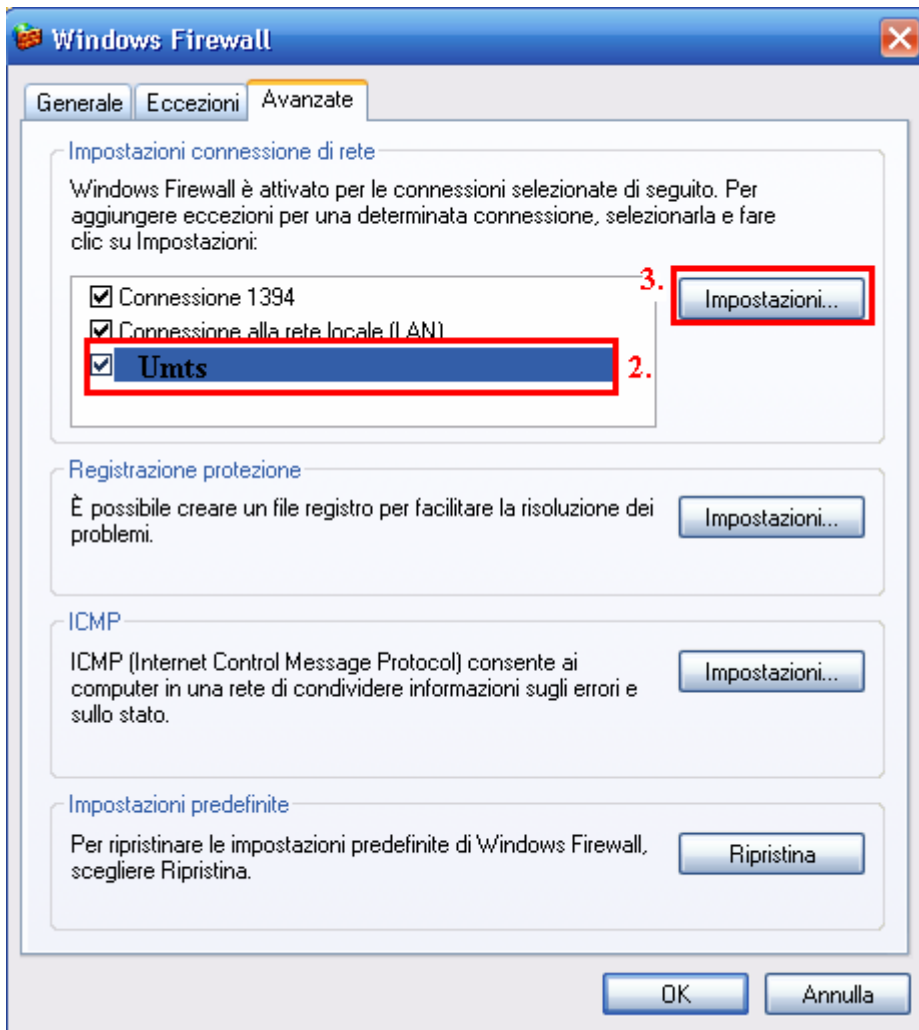 Windows Firewall
Generale Eccezioni Avanzate
Impostazioni connessione di rete
Windows Firewall è attivato per le connessioni selezionate di seguito. Per
aggiungere eccezioni per una determinata connessione, selezionarla e fare
clic su Impostazioni:
3.
Impostazioni...
Connessione 1394
Connessione alla rete locale (LAN)
Umts
2.
Registrazione protezione
È possibile creare un file registro per facilitare la risoluzione dei
problemi.
Impostazioni...
ICMP
ICMP (Internet Control Message Protocol) consente ai
computer in una rete di condividere informazioni sugli errori e
sullo stato.
Impostazioni...
Impostazioni predefinite
Per ripristinare le impostazioni predefinite di Windows Firewall,
scegliere Ripristina.
Ripristina
OK Annulla